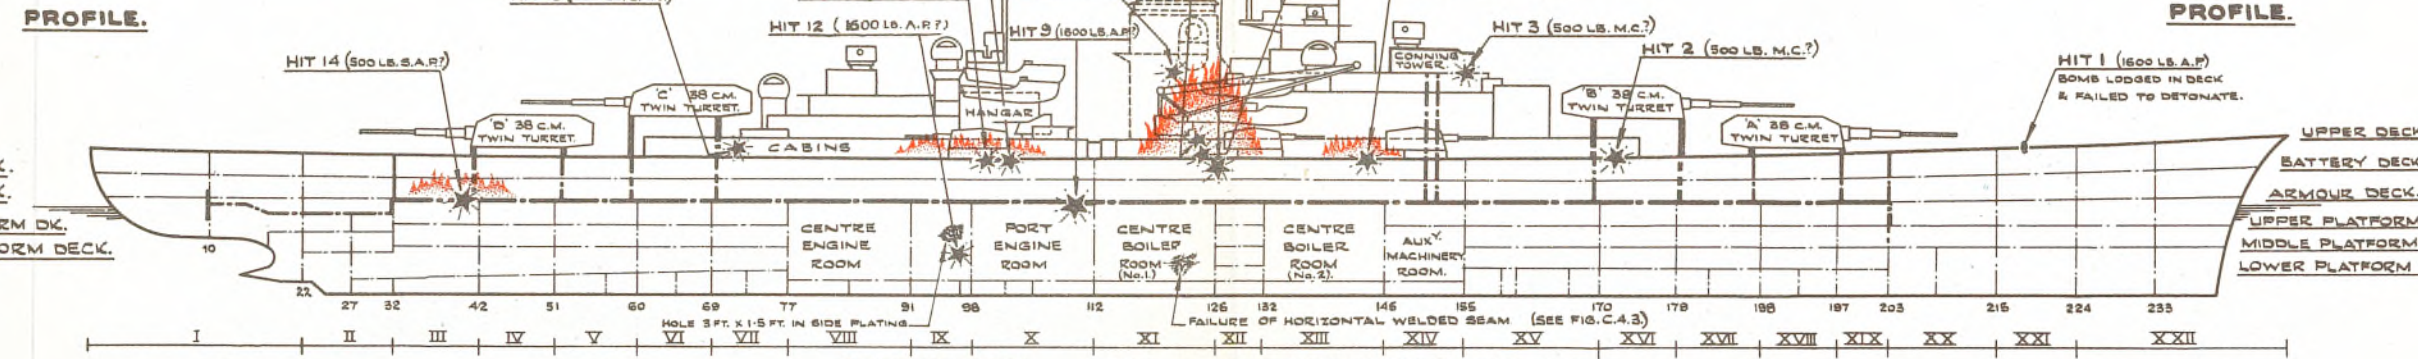 PROFILE.
PROFILE.
HIT 12 (1600 LB. A.P.?)
HIT 9 (1600 LB. A.P.?)
HIT 3 (500 LB. M.C.?)
HIT 2 (500 LB. M.C.?)
HIT 14 (500 LB. S.A.P.?)
HIT 1 (1600 LB. A.P.)
BOMB LODGED IN DECK
& FAILED TO DETONATE.
CONNING
TOWER.
'C' 38 C.M.
TWIN TURRET.
'B' 38 C.M.
TWIN TURRET
HANGAR
'D' 38 C.M.
TWIN TURRET.
'A' 38 C.M.
TWIN TURRET
CABINS
UPPER DECK
BATTERY DECK
ARMOUR DECK.
UPPER PLATFORM
MIDDLE PLATFORM
LOWER PLATFORM
RM DK.
ORM DECK.
CENTRE
ENGINE
ROOM
PORT
ENGINE
ROOM
CENTRE
BOILER
ROOM
(No.1.)
CENTRE
BOILER
ROOM
(No.2.)
AUXY.
MACHINERY
ROOM.
10
22 27 32 42 51 60 69 77 91 98 112 126 132 146 155 170 179 188 197 203 215 224 233
HOLE 3 FT. X 1·5 FT. IN SIDE PLATING
FAILURE OF HORIZONTAL WELDED SEAM (SEE FIG.C.4.3.)
I II III IV V VI VII VIII IX X XI XII XIII XIV XV XVI XVII XVIII XIX XX XXI XXII